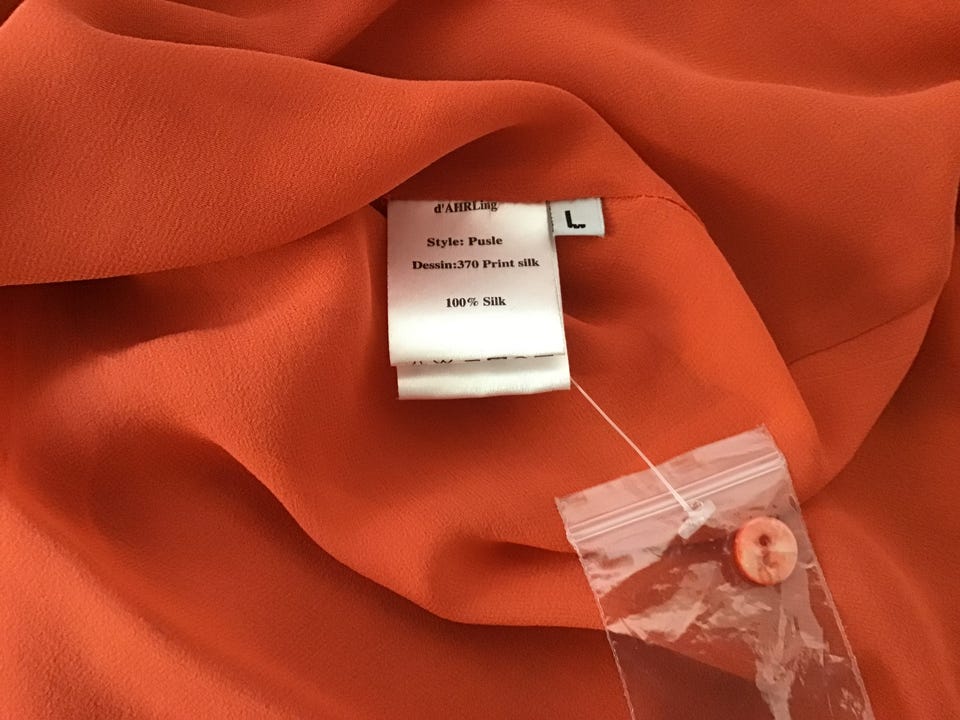 d'AHRLing
L
Style: Pusle
Dessin:370 Print silk
100% Silk